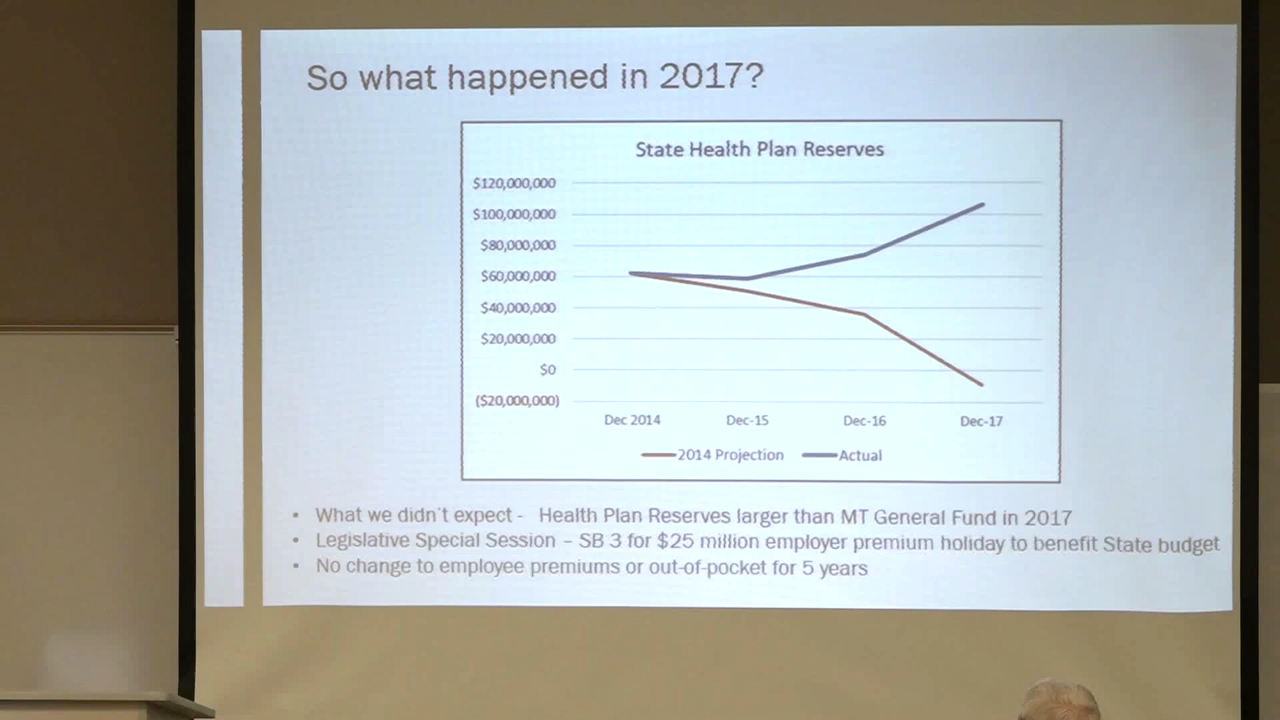 So what happened in 2017?
State Health Plan Reserves
$120,000,000
$100,000,000
$80,000,000
$60,000,000
$40,000,000
$20,000,000
$0
($20,000,000)
Dec 2014 Dec-15 Dec-16 Dec-17
2014 Projection Actual
• What we didn't expect - Health Plan Reserves larger than MT General Fund in 2017
• Legislative Special Session – SB 3 for $25 million employer premium holiday to benefit State budget
• No change to employee premiums or out-of-pocket for 5 years